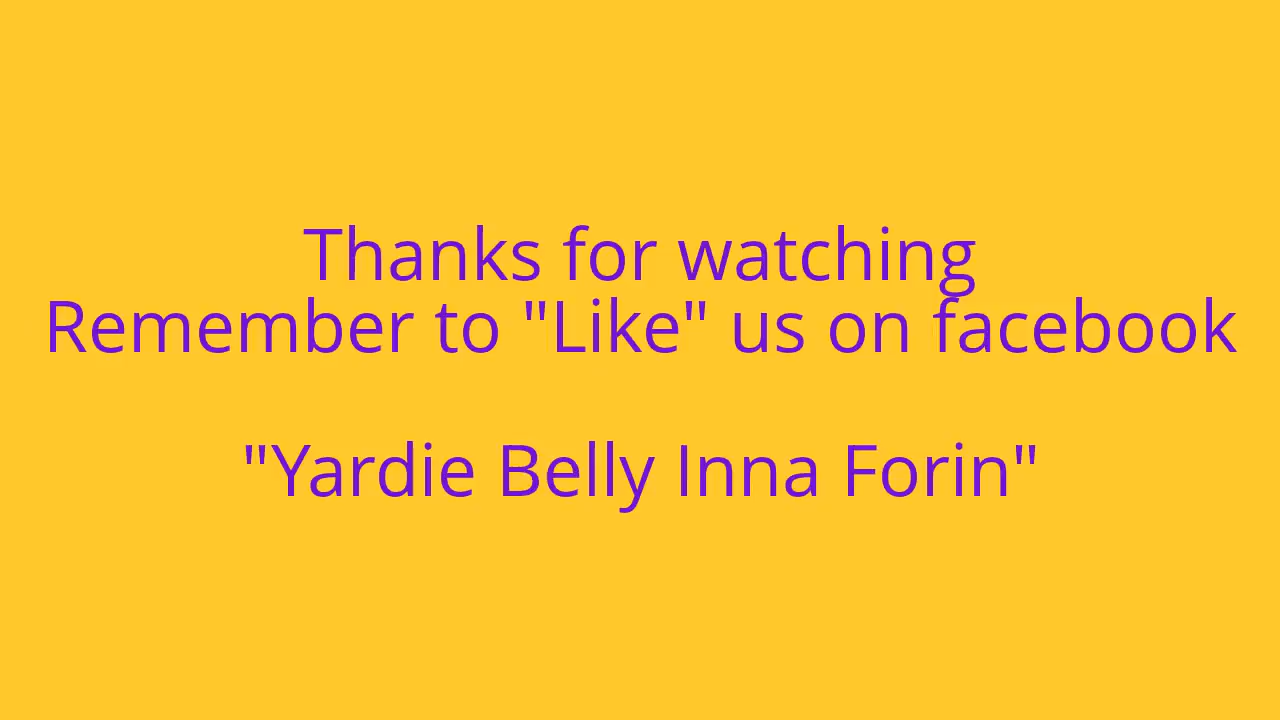 Thanks for watching
Remember to "Like" us on facebook
"Yardie Belly Inna Forin"